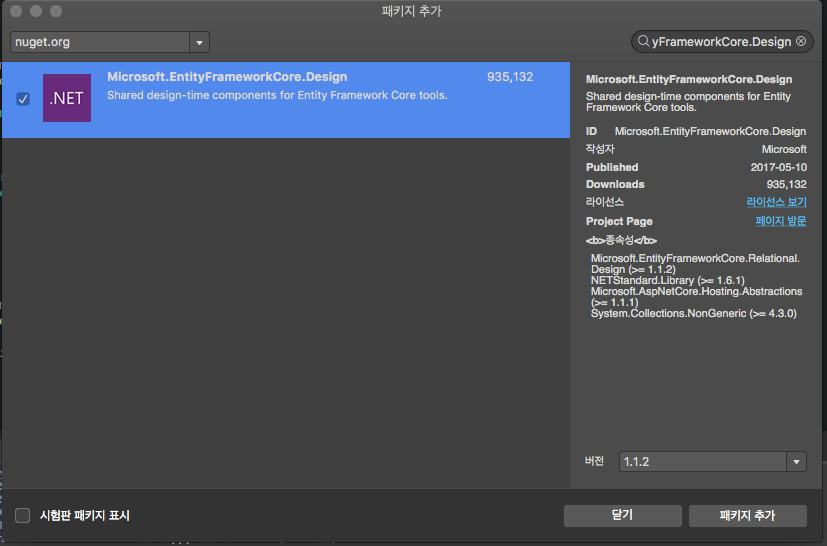 패키지 추가
nuget.org
yFrameworkCore.Design
.NET
Microsoft.EntityFrameworkCore.Design 935,132
Shared design-time components for Entity Framework Core tools.
Microsoft.EntityFrameworkCore.Design
Shared design-time components for Entity
Framework Core tools.
ID Microsoft.EntityFrameworkCore.Design
작성자 Microsoft
Published 2017-05-10
Downloads 935,132
라이선스 라이선스 보기
Project Page 페이지 방문
<b>종속성</b>
Microsoft.EntityFrameworkCore.Relational.
Design (>= 1.1.2)
NETStandard.Library (>= 1.6.1)
Microsoft.AspNetCore.Hosting.Abstractions
(>= 1.1.1)
System.Collections.NonGeneric (>= 4.3.0)
버전 1.1.2
시험판 패키지 표시
닫기
패키지 추가